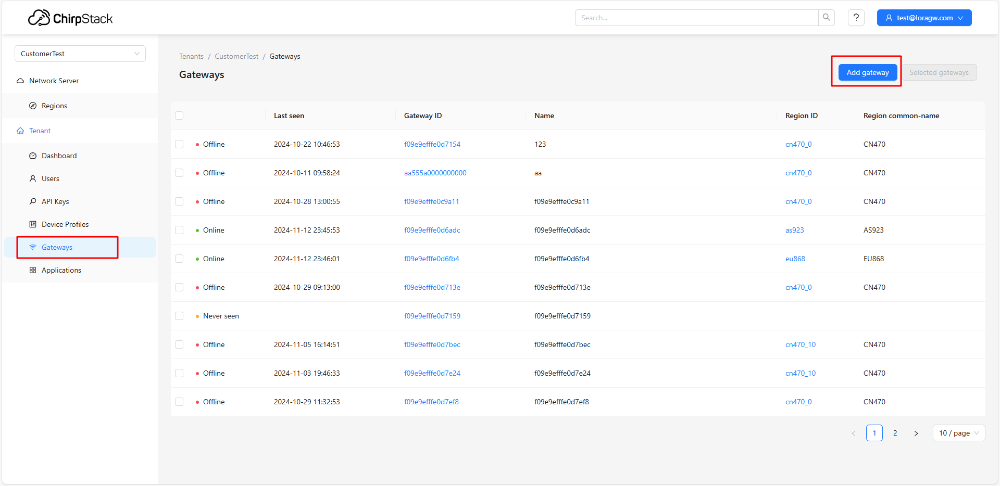 ChirpStack
Search...
?
test@loragw.com
CustomerTest
Network Server
Regions
Tenant
Dashboard
Users
API Keys
Device Profiles
Gateways
Applications
Tenants / CustomerTest / Gateways
Gateways
Add gateway
Selected gateways
Last seen Gateway ID Name Region ID Region common-name
Offline 2024-10-22 10:46:53 f09e9efffe0d7154 123 cn470_0 CN470
Offline 2024-10-11 09:58:24 aa555a0000000000 aa cn470_0 CN470
Offline 2024-10-28 13:00:55 f09e9efffe0c9a11 f09e9efffe0c9a11 cn470_0 CN470
Online 2024-11-12 23:45:53 f09e9efffe0d6adc f09e9efffe0d6adc as923 AS923
Online 2024-11-12 23:46:01 f09e9efffe0d6fb4 f09e9efffe0d6fb4 eu868 EU868
Offline 2024-10-29 09:13:00 f09e9efffe0d713e f09e9efffe0d713e cn470_0 CN470
Never seen f09e9efffe0d7159 f09e9efffe0d7159
Offline 2024-11-05 16:14:51 f09e9efffe0d7bec f09e9efffe0d7bec cn470_10 CN470
Offline 2024-11-03 19:46:33 f09e9efffe0d7e24 f09e9efffe0d7e24 cn470_10 CN470
Offline 2024-10-29 11:32:53 f09e9efffe0d7ef8 f09e9efffe0d7ef8 cn470_0 CN470
< 1 2 > 10 / page